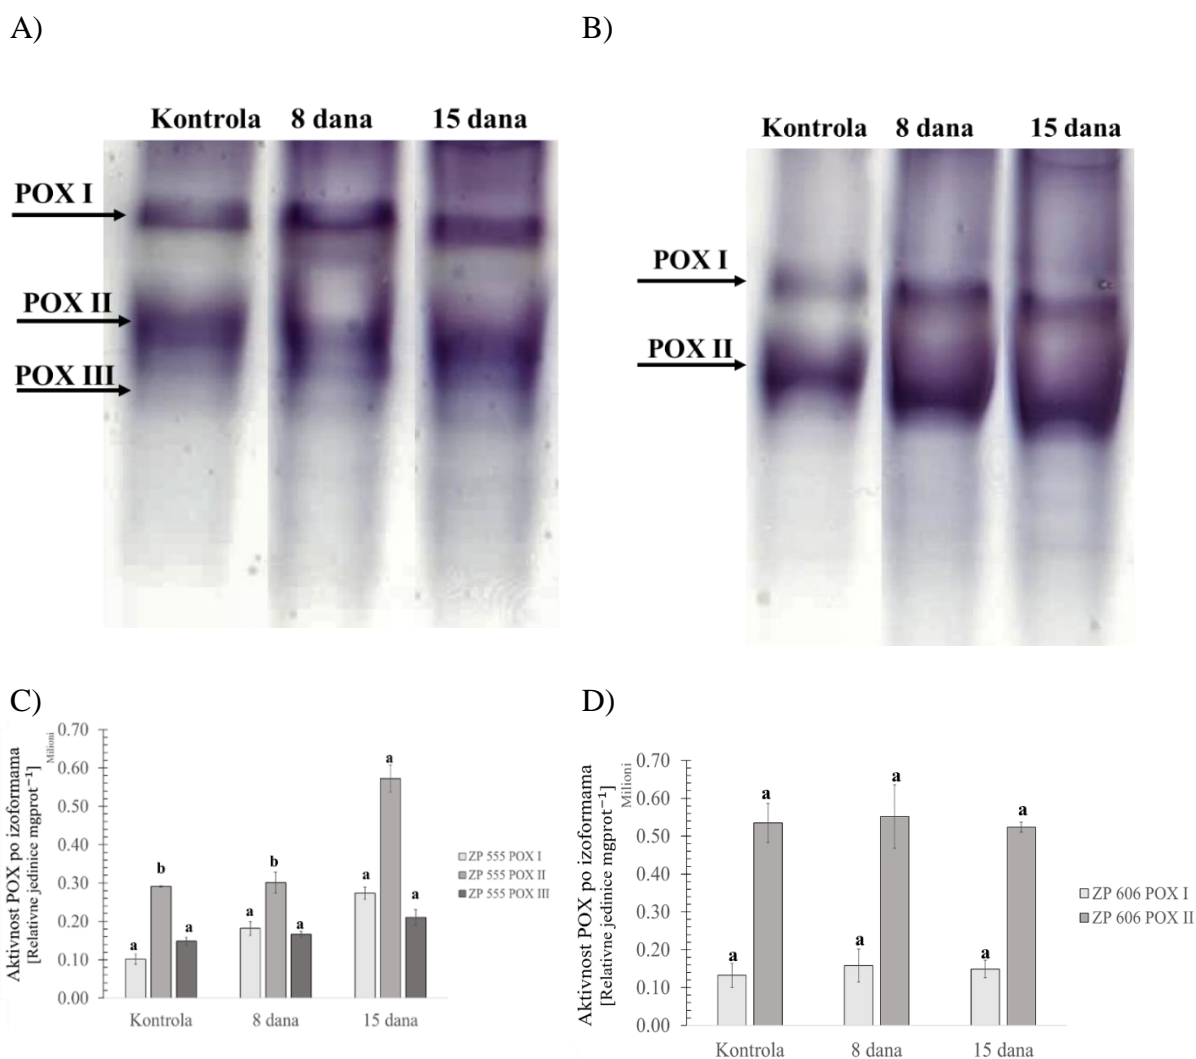 A)
B)
Kontrola 8 dana 15 dana
POX I
POX II
POX III
Kontrola 8 dana 15 dana
POX I
POX II
C)
Aktivnost POX po izoformama
[Relativne jedinice mgprot⁻¹]
Milioni
0.70
0.60
0.50
0.40
0.30
0.20
0.10
0.00
a b a
a b a
a a a
Kontrola 8 dana 15 dana
ZP 555 POX I
ZP 555 POX II
ZP 555 POX III
D)
Aktivnost POX po izoformama
[Relativne jedinice mgprot⁻¹]
Milioni
0.70
0.60
0.50
0.40
0.30
0.20
0.10
0.00
a a
a a
a a
Kontrola 8 dana 15 dana
ZP 606 POX I
ZP 606 POX II